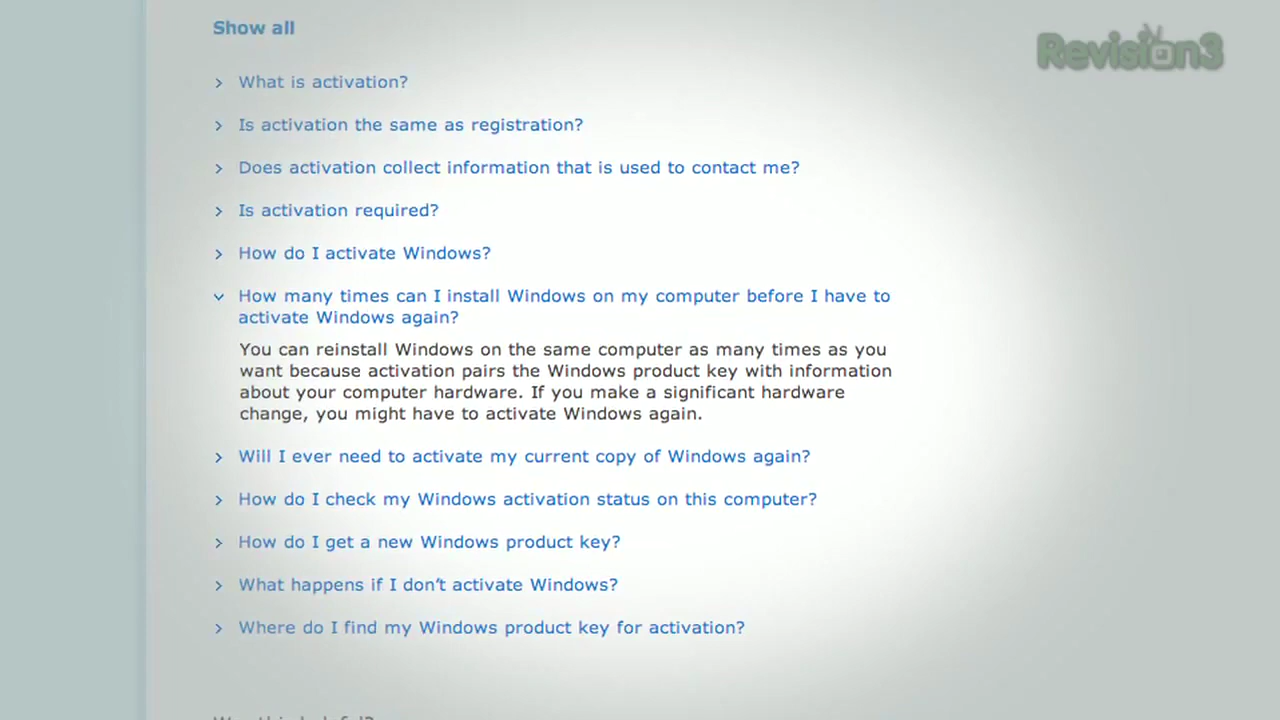 Show all
Revision3
What is activation?
Is activation the same as registration?
Does activation collect information that is used to contact me?
Is activation required?
How do I activate Windows?
How many times can I install Windows on my computer before I have to
activate Windows again?
You can reinstall Windows on the same computer as many times as you
want because activation pairs the Windows product key with information
about your computer hardware. If you make a significant hardware
change, you might have to activate Windows again.
Will I ever need to activate my current copy of Windows again?
How do I check my Windows activation status on this computer?
How do I get a new Windows product key?
What happens if I don’t activate Windows?
Where do I find my Windows product key for activation?